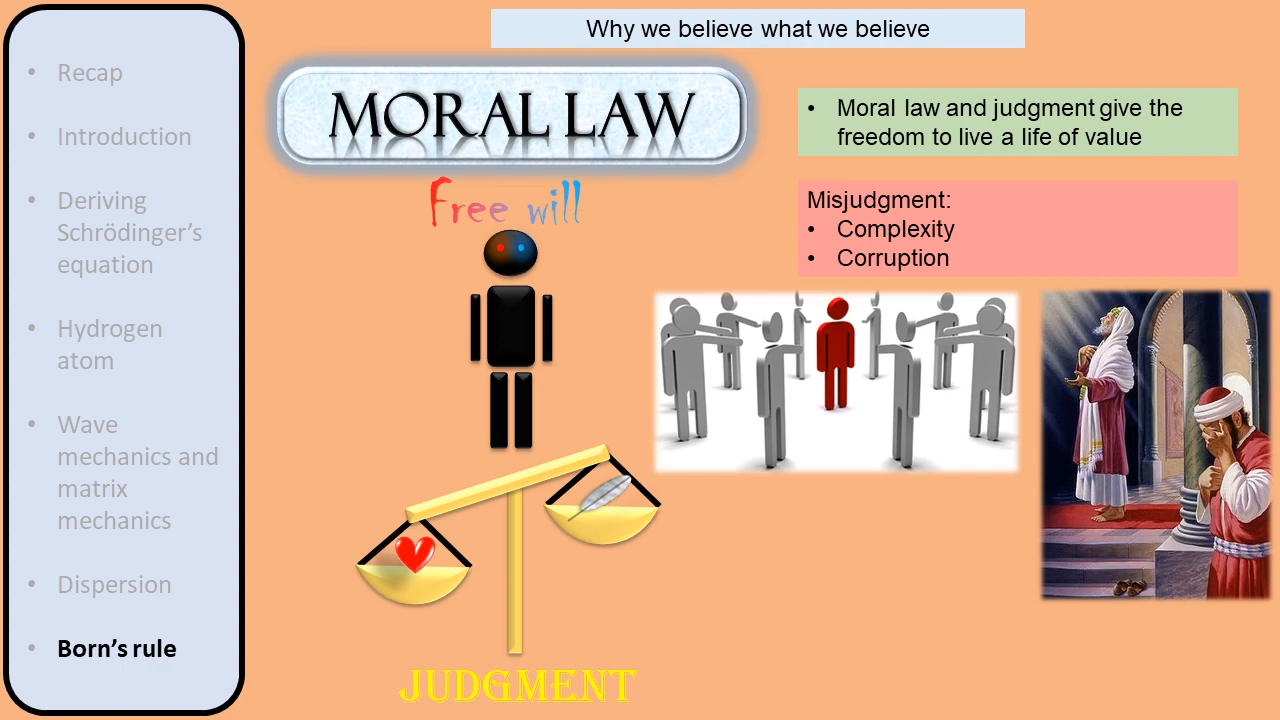 • Recap
• Introduction
• Deriving
Schrödinger's
equation
• Hydrogen
atom
• Wave
mechanics and
matrix
mechanics
• Dispersion
• Born's rule
Why we believe what we believe
MORAL LAW
Free will
JUDGMENT
• Moral law and judgment give the
freedom to live a life of value
Misjudgment:
• Complexity
• Corruption